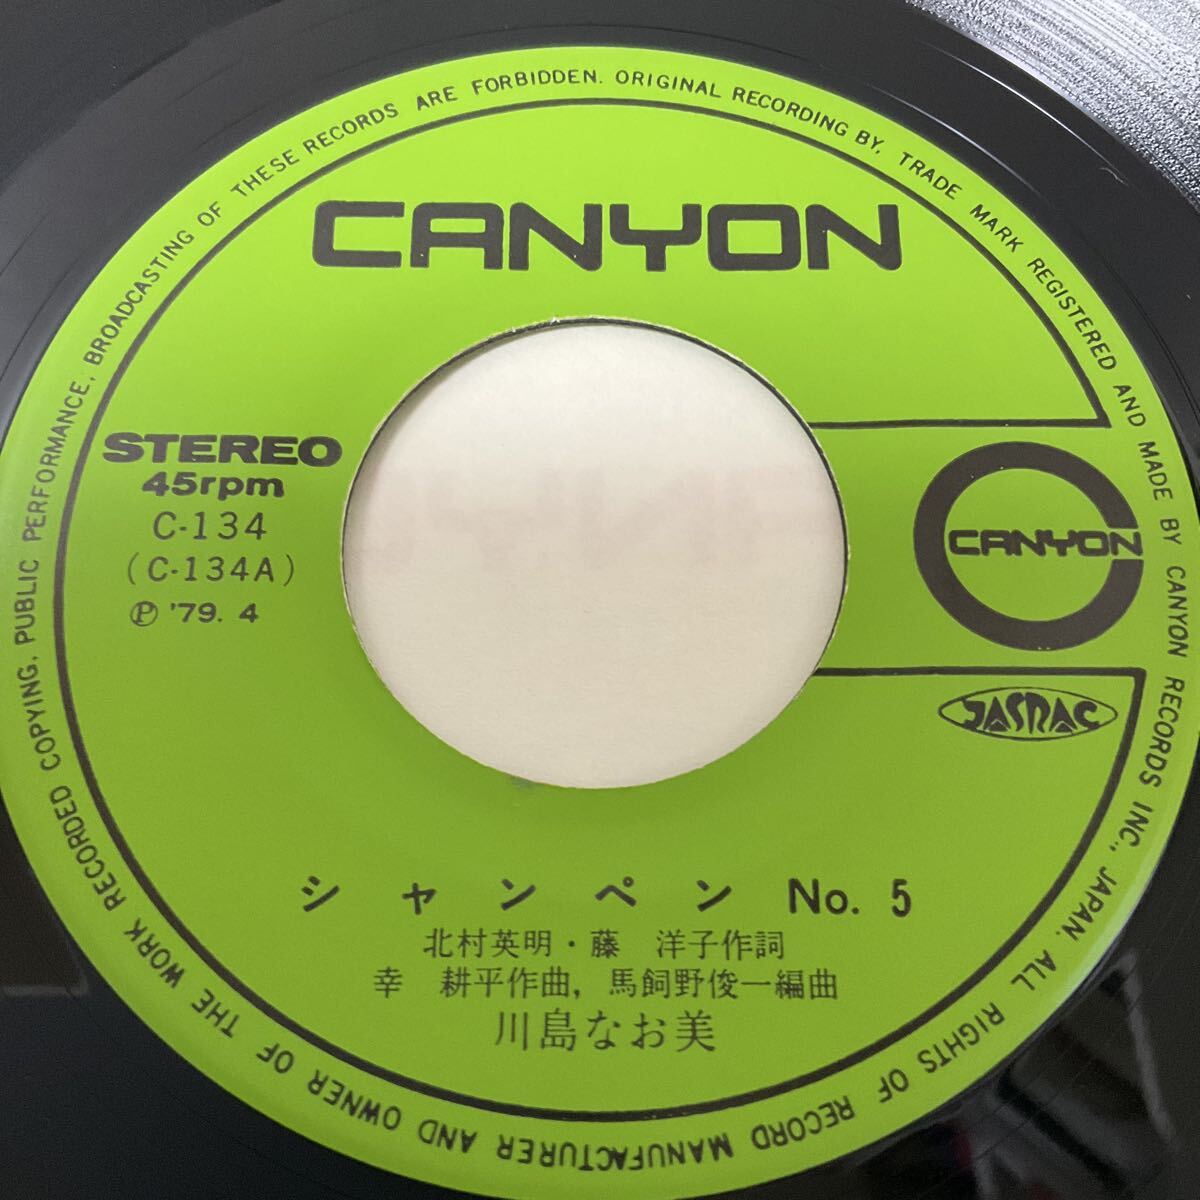 ALL RIGHTS OF RECORD MANUFACTURER AND OWNER OF THE WORK RECORDED COPYING, PUBLIC PERFORMANCE, BROADCASTING OF THESE RECORDS ARE FORBIDDEN. ORIGINAL RECORDING BY, TRADE MARK REGISTERED AND MADE BY CANYON RECORDS INC., JAPAN.
CANYON
STEREO
45rpm
C-134
(C-134A)
Ⓟ '79. 4
CANYON
JASRAC
シャンペン No. 5
北村英明・藤 洋子作詞
幸 耕平作曲, 馬飼野俊一編曲
川島なお美